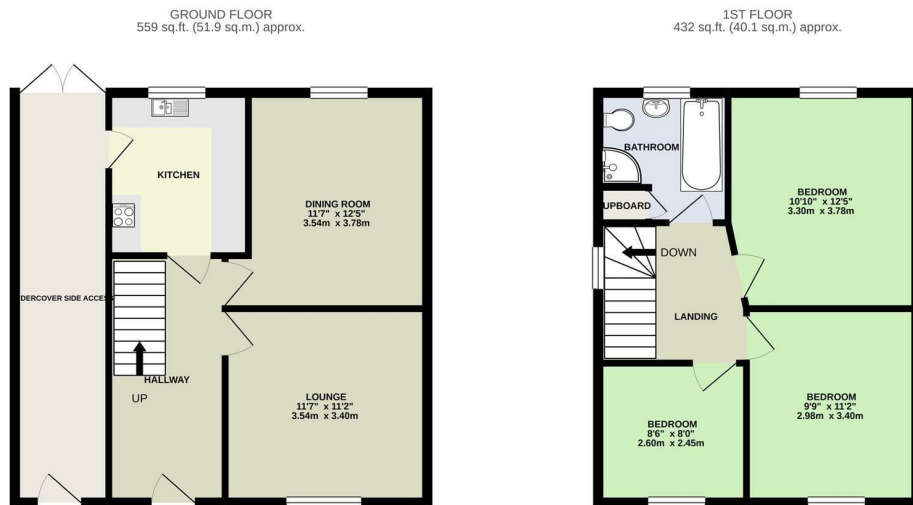 GROUND FLOOR
559 sq.ft. (51.9 sq.m.) approx.
1ST FLOOR
432 sq.ft. (40.1 sq.m.) approx.
KITCHEN
DINING ROOM
11'7" x 12'5"
3.54m x 3.78m
DERCOVER SIDE ACCESS
HALLWAY
UP
LOUNGE
11'7" x 11'2"
3.54m x 3.40m
BATHROOM
UPBOARD
BEDROOM
10'10" x 12'5"
3.30m x 3.78m
DOWN
LANDING
BEDROOM
8'6" x 8'0"
2.60m x 2.45m
BEDROOM
9'9" x 11'2"
2.98m x 3.40m